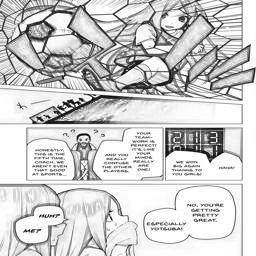 HAHA!
WE WON
BIG AGAIN
THANKS TO
YOU GIRLS!
YOUR
TEAM-
WORK IS
PERFECT!
IT'S LIKE
YOUR
MINDS
REALLY
ONE!
AND YOU
REALLY
CONFUSE
THE OTHER
PLAYERS.
HONESTLY,
THIS IS THE
FIFTH TIME,
COACH. WE
AREN'T EVEN
THAT GOOD
AT SPORTS...
NO, YOU'RE
GETTING
PRETTY
GREAT.
ESPECIALLY
YOTSUBA!
HUH?
ME?